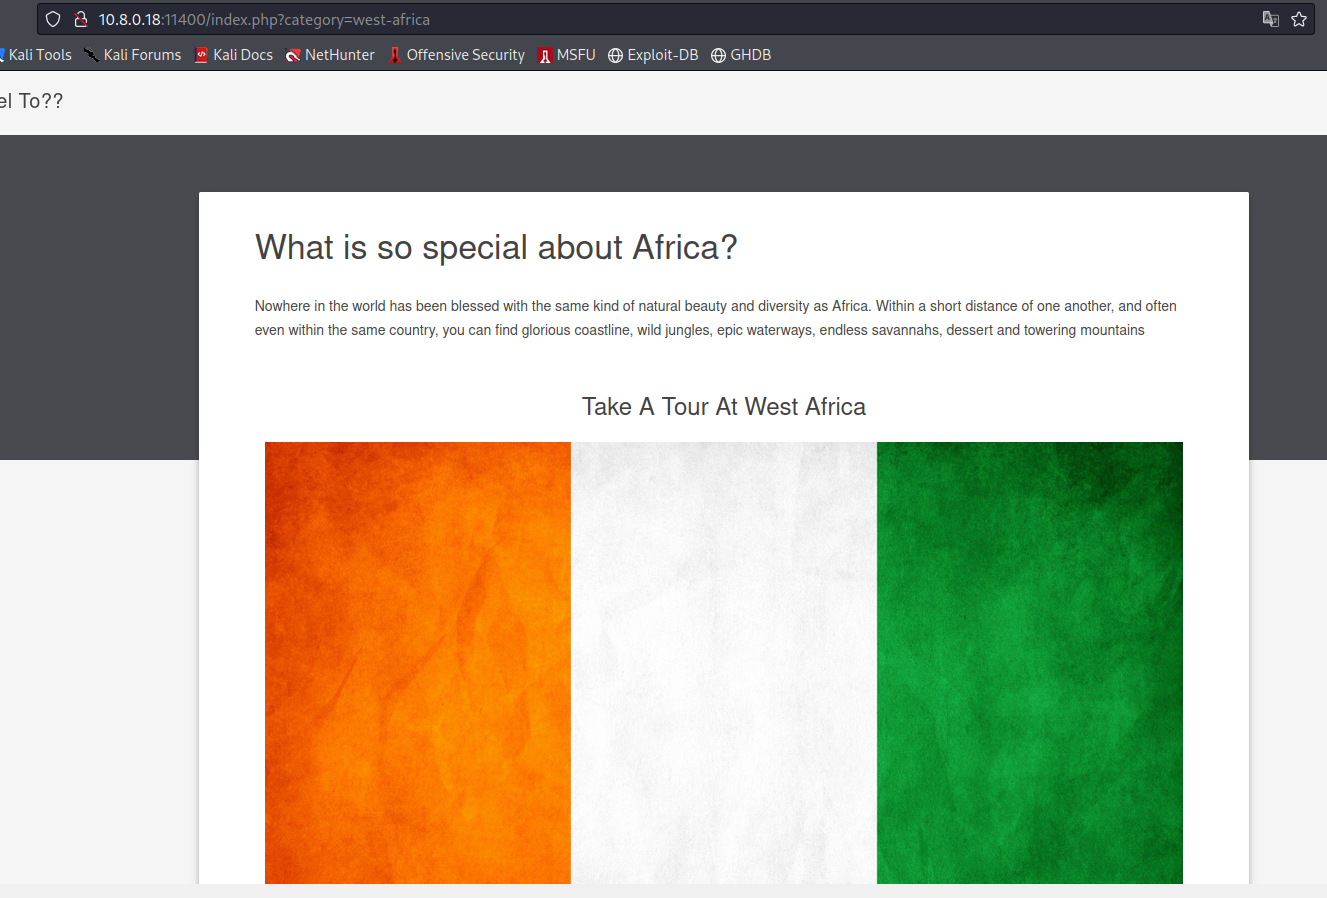 10.8.0.18:11400/index.php?category=west-africa
Kali Tools Kali Forums Kali Docs NetHunter Offensive Security MSFU Exploit-DB GHDB
el To??
What is so special about Africa?
Nowhere in the world has been blessed with the same kind of natural beauty and diversity as Africa. Within a short distance of one another, and often
even within the same country, you can find glorious coastline, wild jungles, epic waterways, endless savannahs, dessert and towering mountains
Take A Tour At West Africa